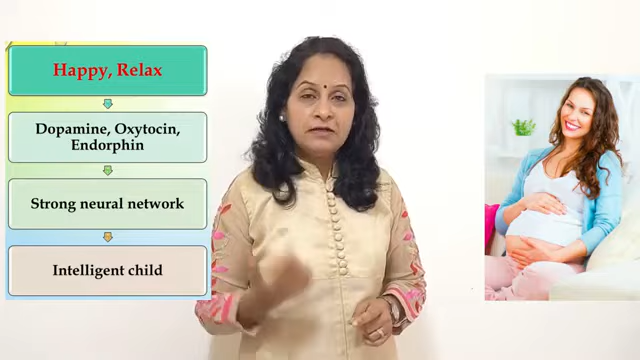 Happy, Relax
Dopamine, Oxytocin,
Endorphin
Strong neural network
Intelligent child